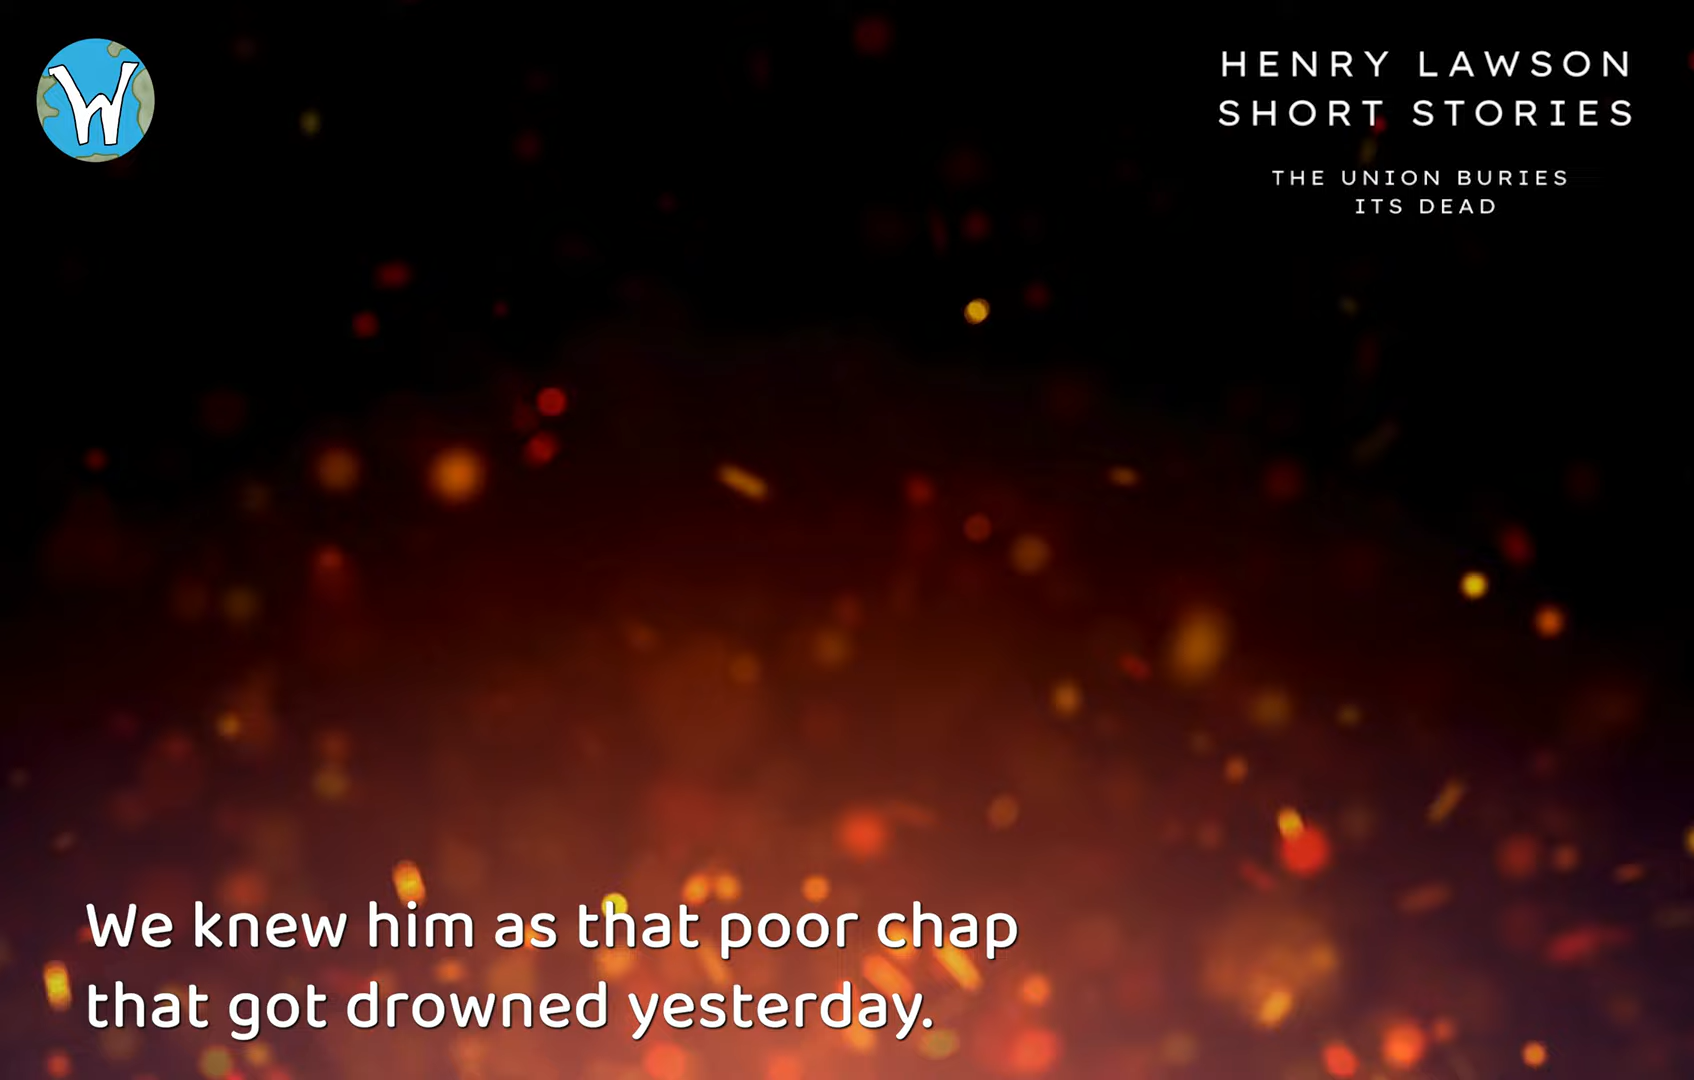 W
HENRY LAWSON
SHORT STORIES
THE UNION BURIES
ITS DEAD
We knew him as that poor chap
that got drowned yesterday.